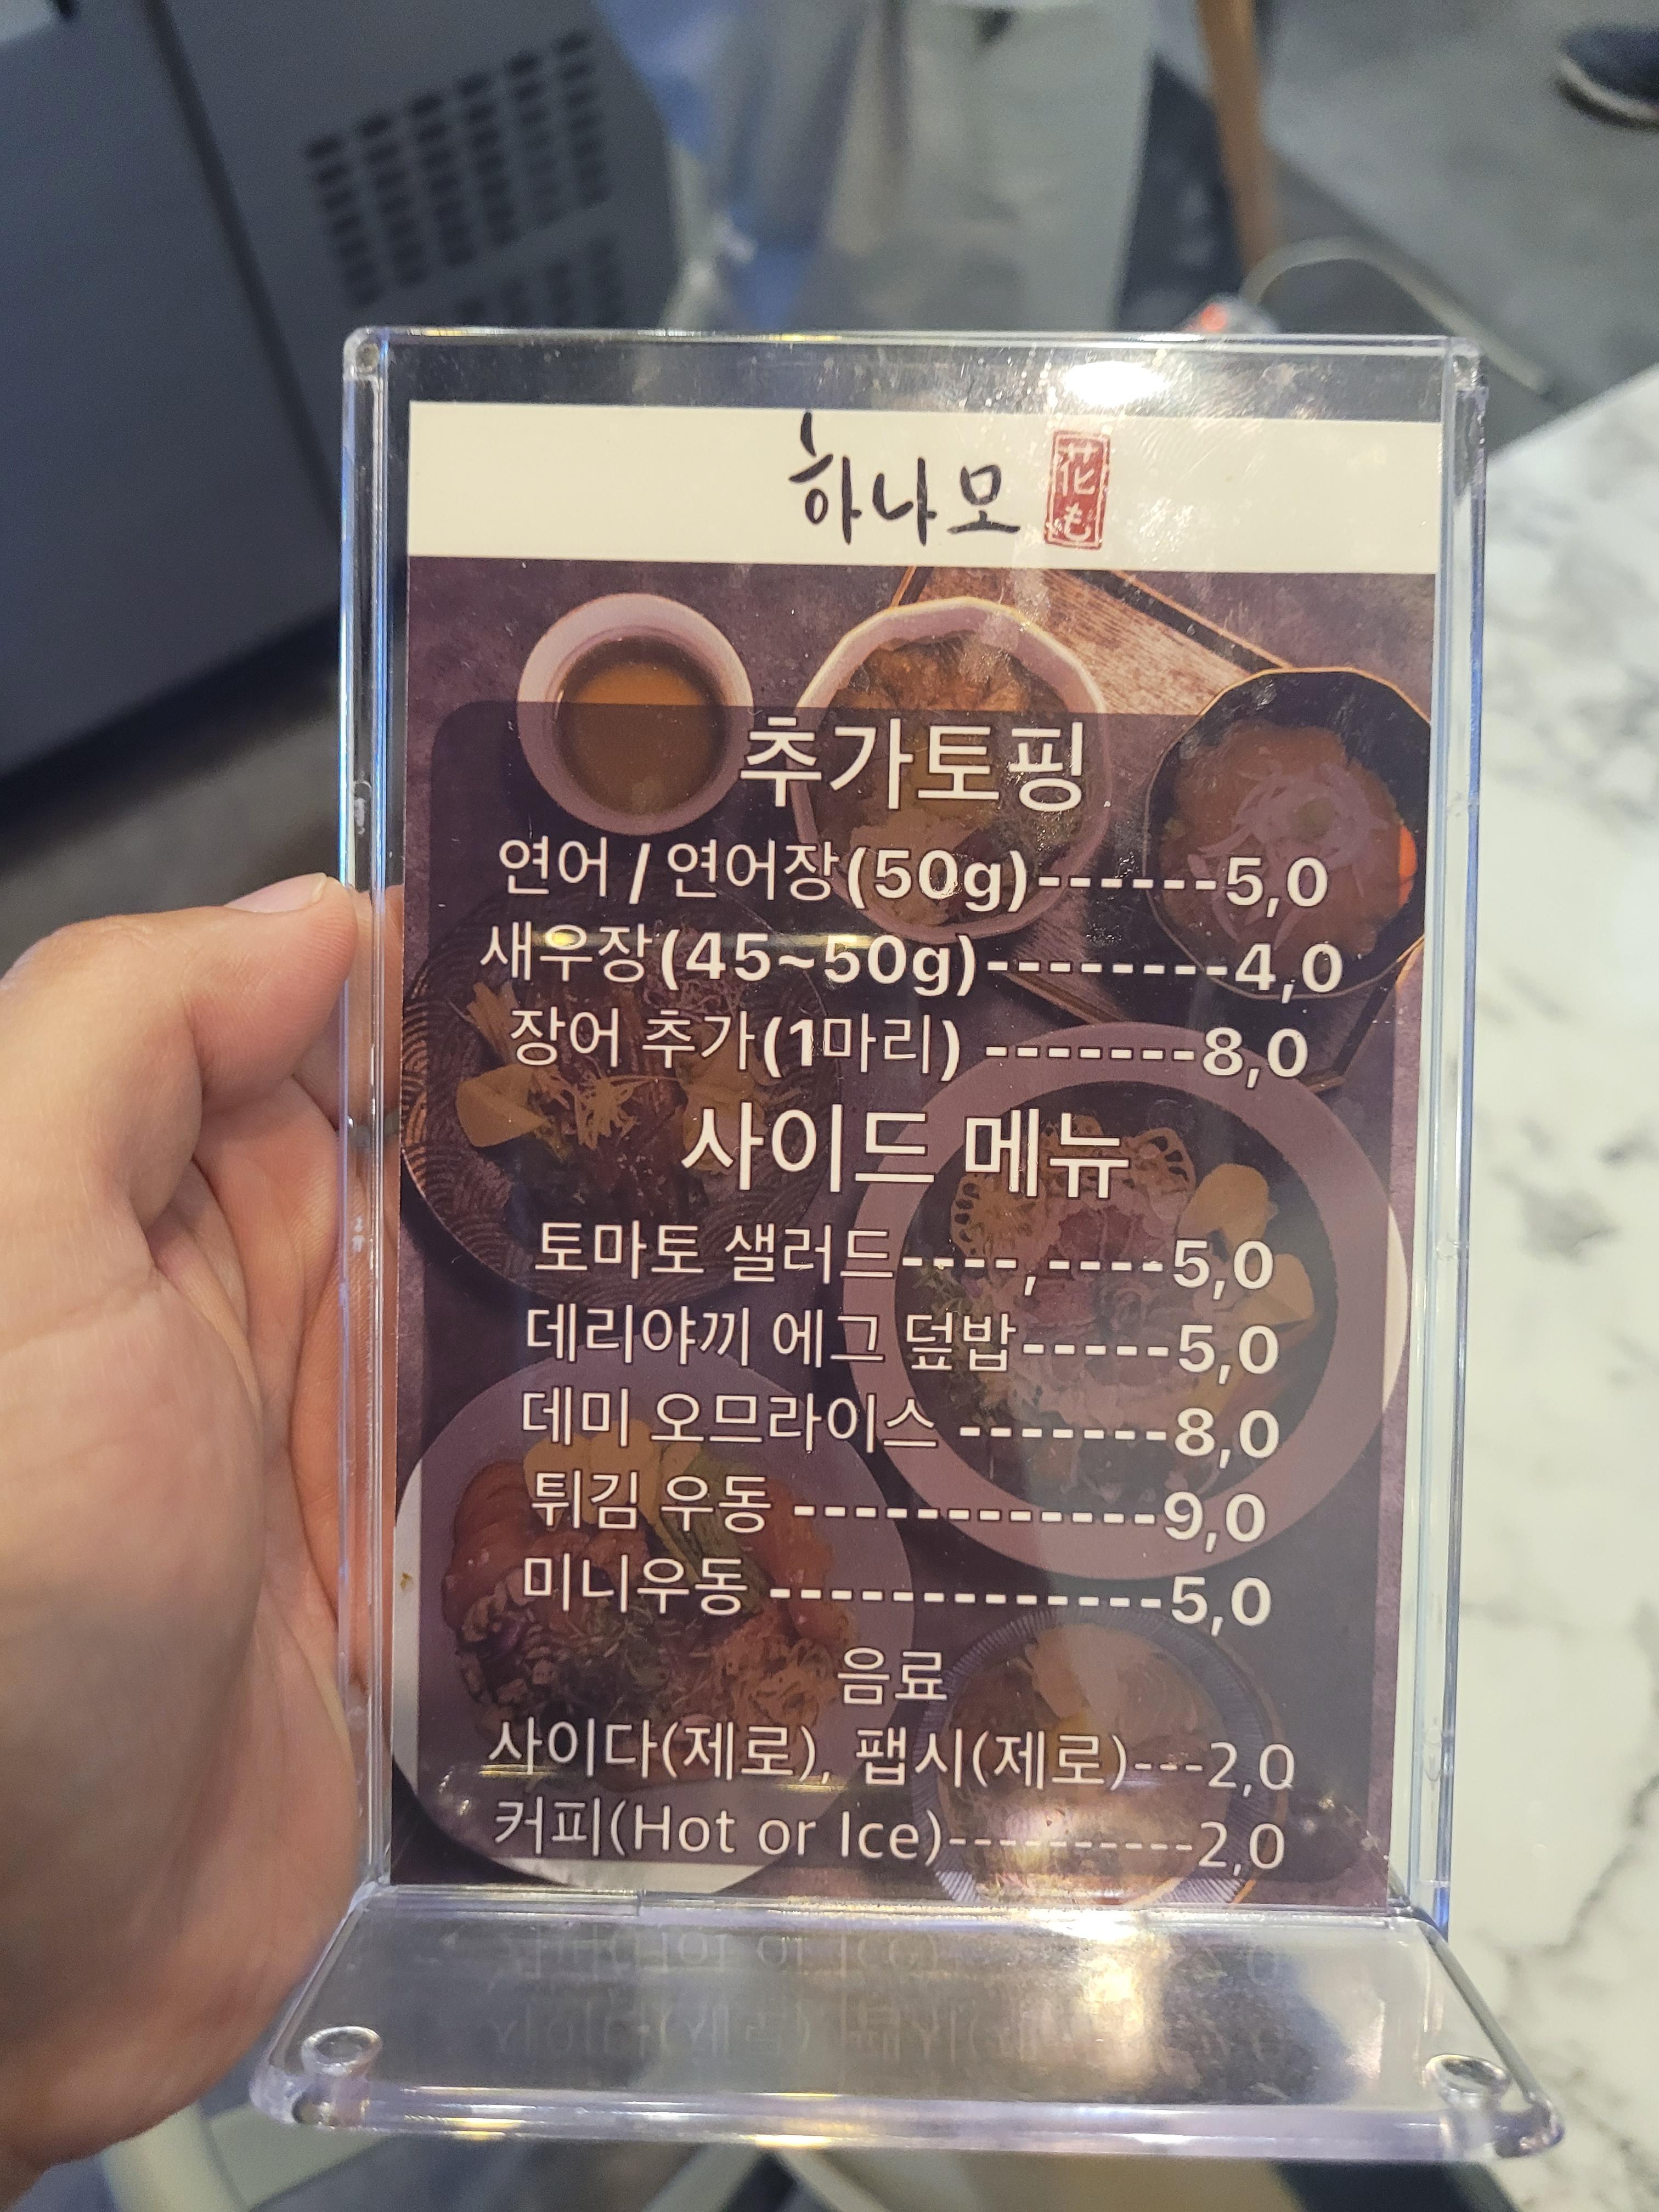 하나모 花も
추가토핑
연어 / 연어장(50g)------5,0
새우장(45~50g)--------4,0
장어 추가(1마리) -------8,0
사이드 메뉴
토마토 샐러드----,----5,0
데리야끼 에그 덮밥-----5,0
데미 오므라이스 -------8,0
튀김 우동 ------------9,0
미니우동 -------------5,0
음료
사이다(제로), 팹시(제로)---2,0
커피(Hot or Ice)----------2,0